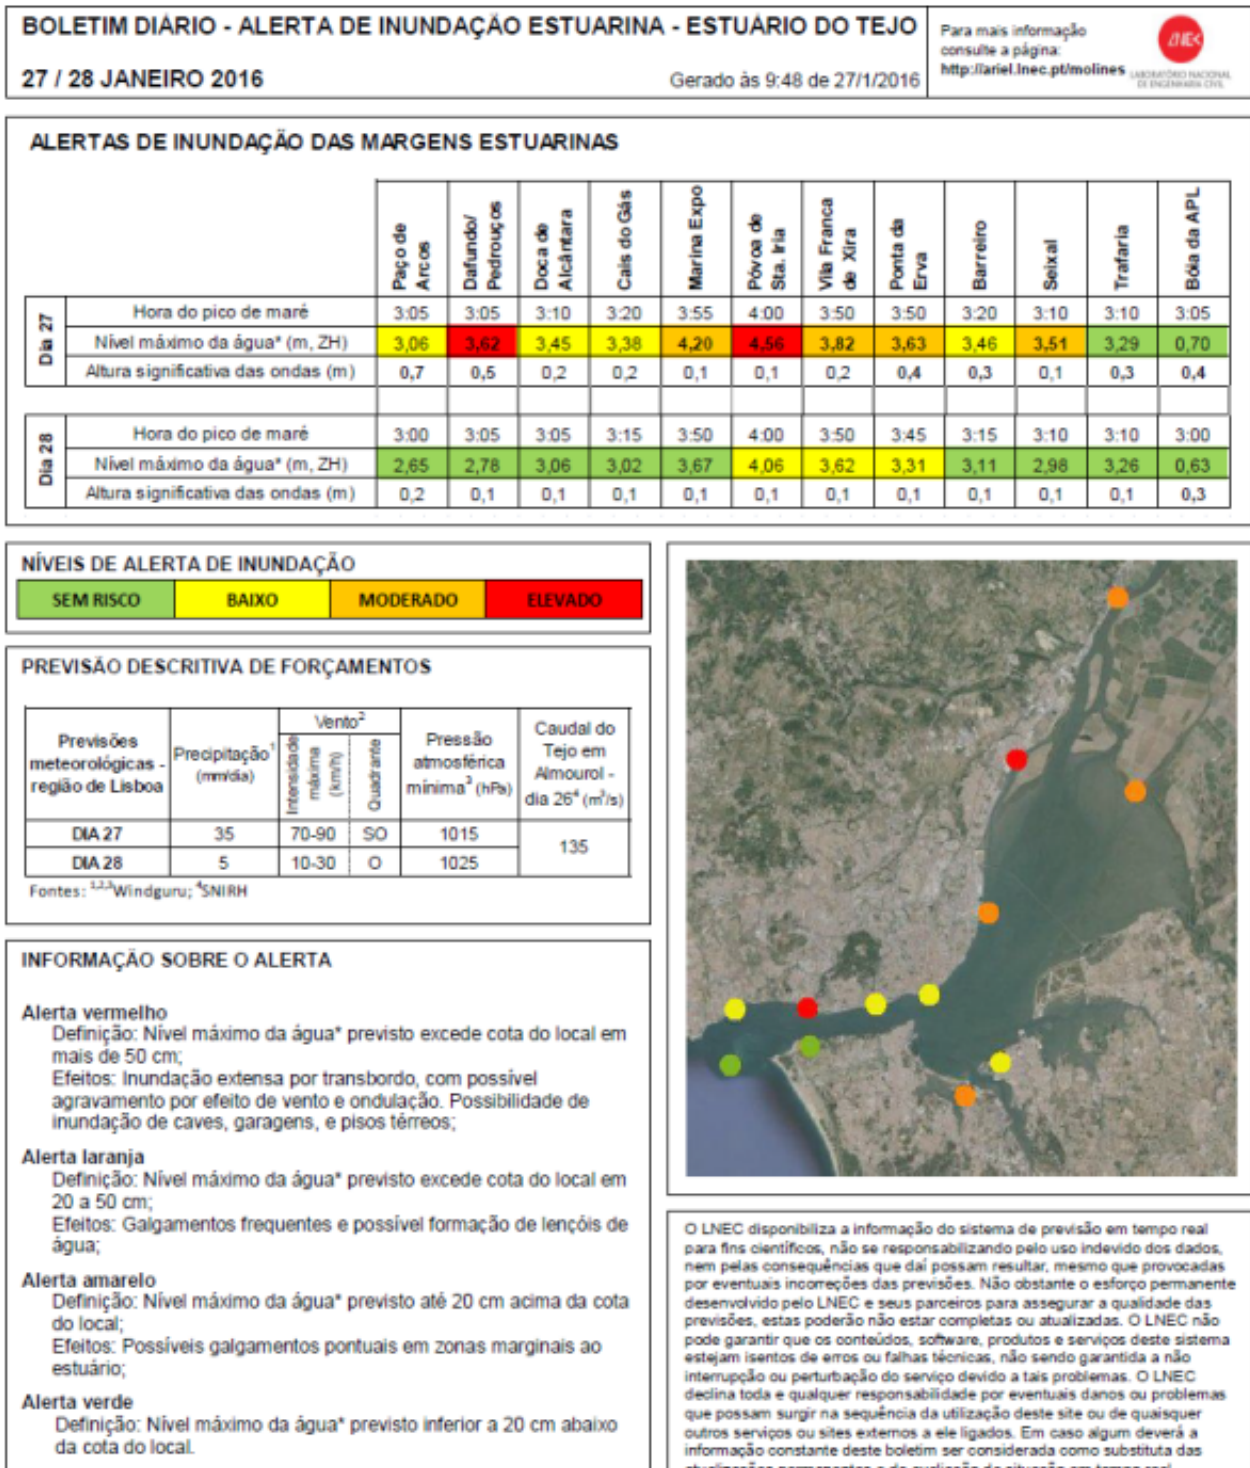 BOLETIM DIÁRIO - ALERTA DE INUNDAÇÃO ESTUARINA - ESTUÁRIO DO TEJO
27 / 28 JANEIRO 2016
Gerado às 9:48 de 27/1/2016
Para mais informação
consulte a página:
http://ariel.lnec.pt/molines
LNEC
LABORATÓRIO NACIONAL
DE ENGENHARIA CIVIL
ALERTAS DE INUNDAÇÃO DAS MARGENS ESTUARINAS
Paço de Arcos Dafundo/ Pedrouços Doca de Alcântara Cais do Gás Marina Expo Póvoa de Sta. Iria Vila Franca de Xira Ponta da Erva Barreiro Seixal Trafaria Bóia da APL
Dia 27
Hora do pico de maré 3:05 3:05 3:10 3:20 3:55 4:00 3:50 3:50 3:20 3:10 3:10 3:05
Nível máximo da água* (m, ZH) 3,06 3,62 3,45 3,38 4,20 4,56 3,82 3,63 3,46 3,51 3,29 0,70
Altura significativa das ondas (m) 0,7 0,5 0,2 0,2 0,1 0,1 0,2 0,4 0,3 0,1 0,3 0,4
Dia 28
Hora do pico de maré 3:00 3:05 3:05 3:15 3:50 4:00 3:50 3:45 3:15 3:10 3:10 3:00
Nível máximo da água* (m, ZH) 2,65 2,78 3,06 3,02 3,67 4,06 3,62 3,31 3,11 2,98 3,26 0,63
Altura significativa das ondas (m) 0,2 0,1 0,1 0,1 0,1 0,1 0,1 0,1 0,1 0,1 0,1 0,3
NÍVEIS DE ALERTA DE INUNDAÇÃO
SEM RISCO BAIXO MODERADO ELEVADO
PREVISÃO DESCRITIVA DE FORÇAMENTOS
Previsões meteorológicas - região de Lisboa Precipitação¹ (mm/dia) Vento² Intensidade máxima (km/h) Quadrante Pressão atmosférica mínima³ (hPa) Caudal do Tejo em Almourol - dia 26⁴ (m³/s)
DIA 27 35 70-90 SO 1015 135
DIA 28 5 10-30 O 1025
Fontes: ¹,²,³Windguru; ⁴SNIRH
INFORMAÇÃO SOBRE O ALERTA
Alerta vermelho
Definição: Nível máximo da água* previsto excede cota do local em
mais de 50 cm;
Efeitos: Inundação extensa por transbordo, com possível
agravamento por efeito de vento e ondulação. Possibilidade de
inundação de caves, garagens, e pisos térreos;
Alerta laranja
Definição: Nível máximo da água* previsto excede cota do local em
20 a 50 cm;
Efeitos: Galgamentos frequentes e possível formação de lençóis de
água;
Alerta amarelo
Definição: Nível máximo da água* previsto até 20 cm acima da cota
do local;
Efeitos: Possíveis galgamentos pontuais em zonas marginais ao
estuário;
Alerta verde
Definição: Nível máximo da água* previsto inferior a 20 cm abaixo
da cota do local.
O LNEC disponibiliza a informação do sistema de previsão em tempo real
para fins científicos, não se responsabilizando pelo uso indevido dos dados,
nem pelas consequências que daí possam resultar, mesmo que provocadas
por eventuais incorreções das previsões. Não obstante o esforço permanente
desenvolvido pelo LNEC e seus parceiros para assegurar a qualidade das
previsões, estas poderão não estar completas ou atualizadas. O LNEC não
pode garantir que os conteúdos, software, produtos e serviços deste sistema
estejam isentos de erros ou falhas técnicas, não sendo garantida a não
interrupção ou perturbação do serviço devido a tais problemas. O LNEC
declina toda e qualquer responsabilidade por eventuais danos ou problemas
que possam surgir na sequência da utilização deste site ou de quaisquer
outros serviços ou sites externos a ele ligados. Em caso algum deverá a
informação constante deste boletim ser considerada como substituta das